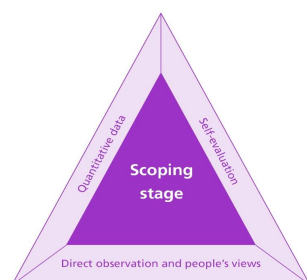 Quantitative data
Self-evaluation
Scoping
stage
Direct observation and people's views